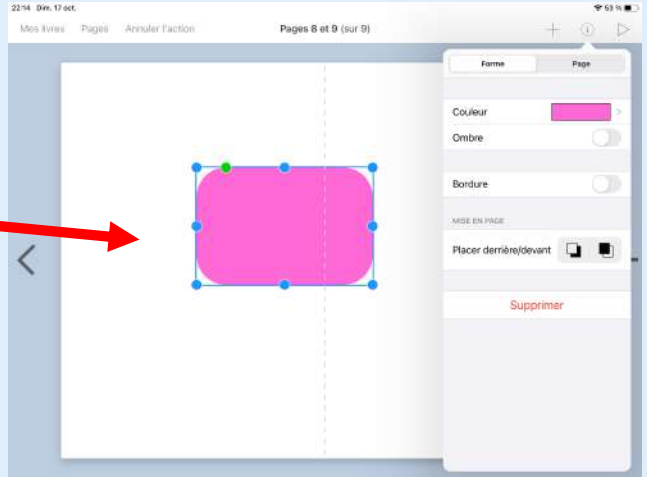 22:14 Dim. 17 oct. 53 %
Mes livres Pages Annuler l'action Pages 8 et 9 (sur 9)
Forme Page
Couleur
Ombre
Bordure
MISE EN PAGE
Placer derrière/devant
Supprimer